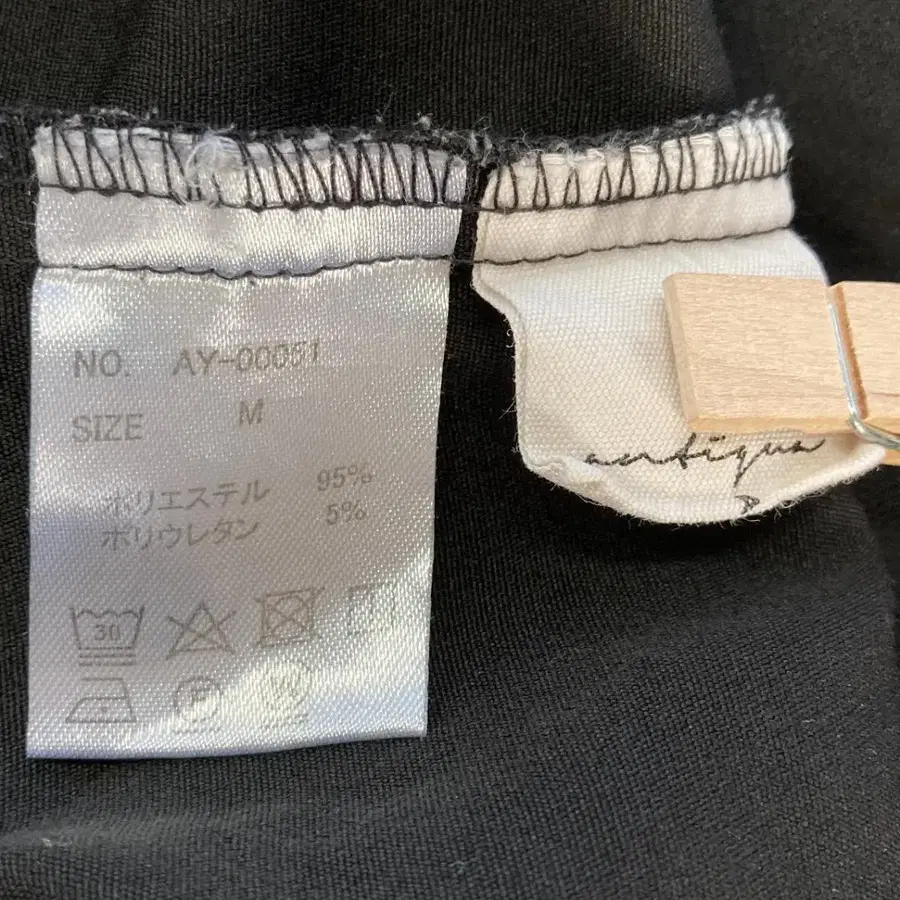 NO. AY-00051
SIZE M
ポリエステル 95%
ポリウレタン 5%
30
F
W
antiqua